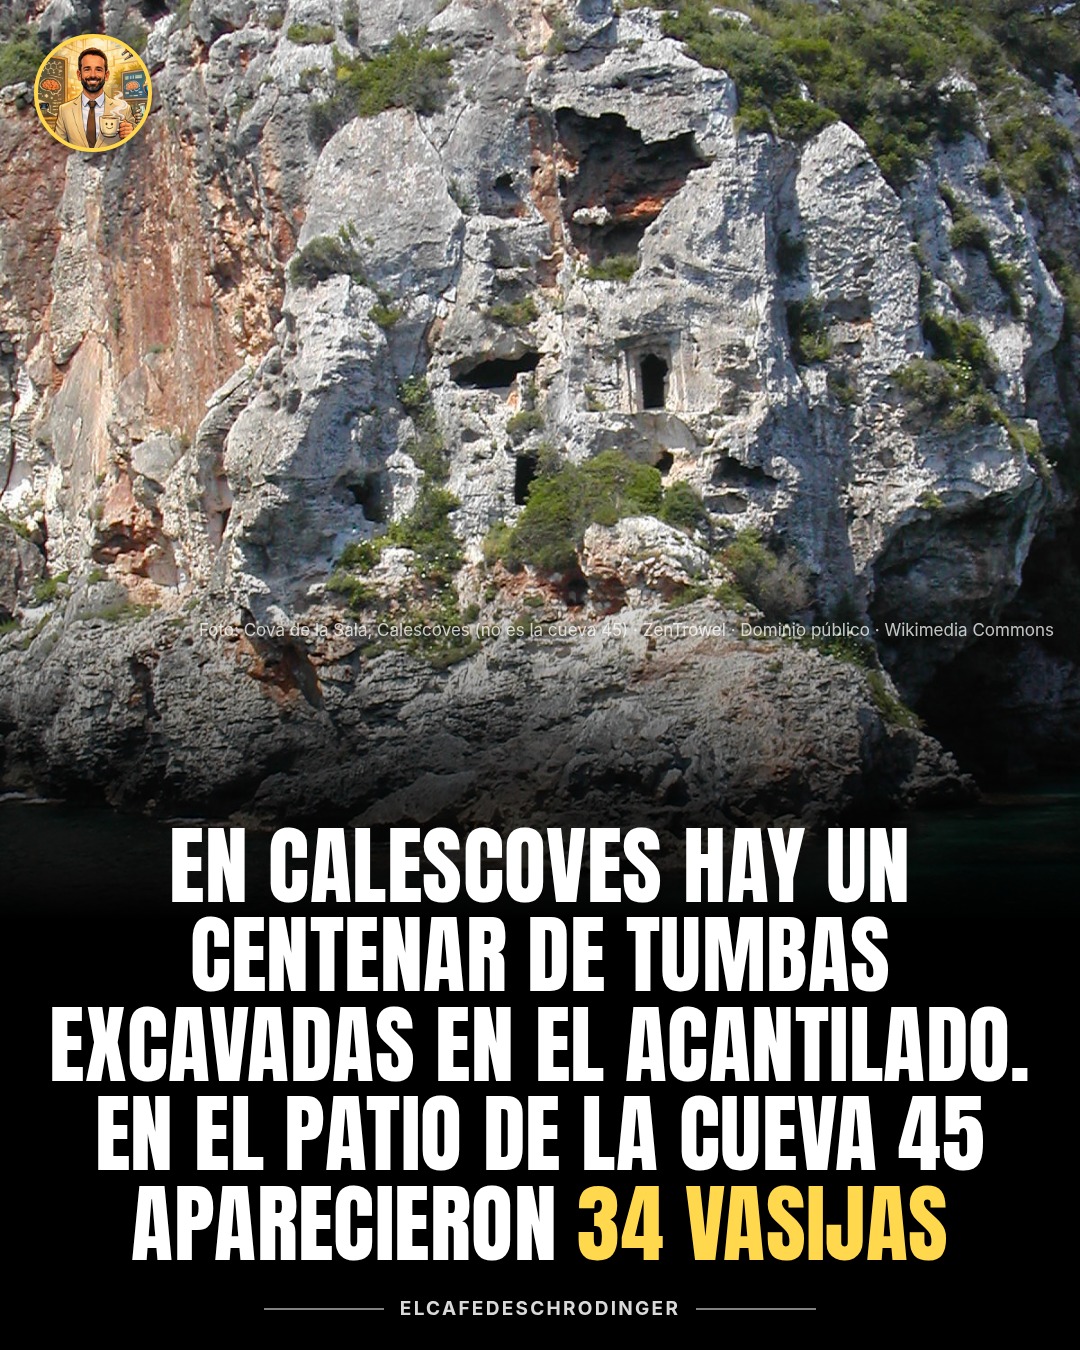 Foto: Cova de la Sala, Calescoves (no es la cueva 45) · ZenTrowel · Dominio público · Wikimedia Commons
EN CALESCOVES HAY UN
CENTENAR DE TUMBAS
EXCAVADAS EN EL ACANTILADO.
EN EL PATIO DE LA CUEVA 45
APARECIERON 34 VASIJAS
ELCAFEDESCHRODINGER